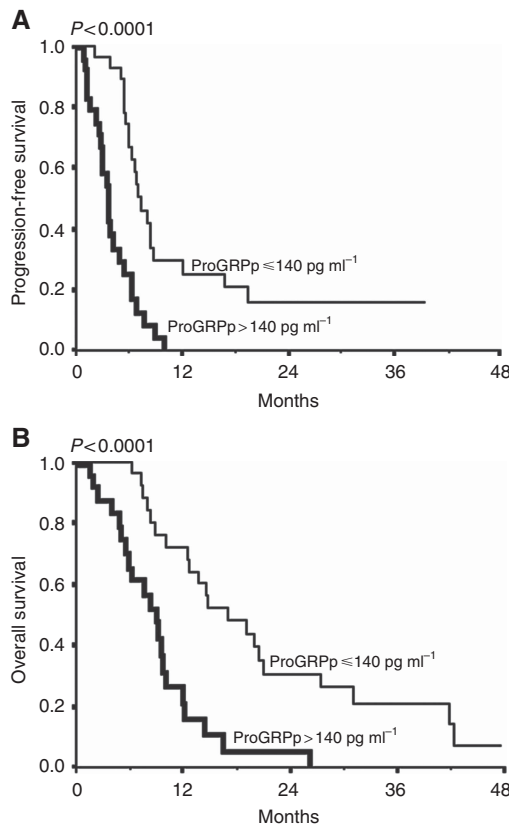 A
P<0.0001
1.0
0.8
0.6
0.4
0.2
0.0
Progression-free survival
ProGRPp ⩽140 pg ml⁻¹
ProGRPp>140 pg ml⁻¹
0 12 24 36 48
Months
B
P<0.0001
1.0
0.8
0.6
0.4
0.2
0.0
Overall survival
ProGRPp ⩽140 pg ml⁻¹
ProGRPp>140 pg ml⁻¹
0 12 24 36 48
Months